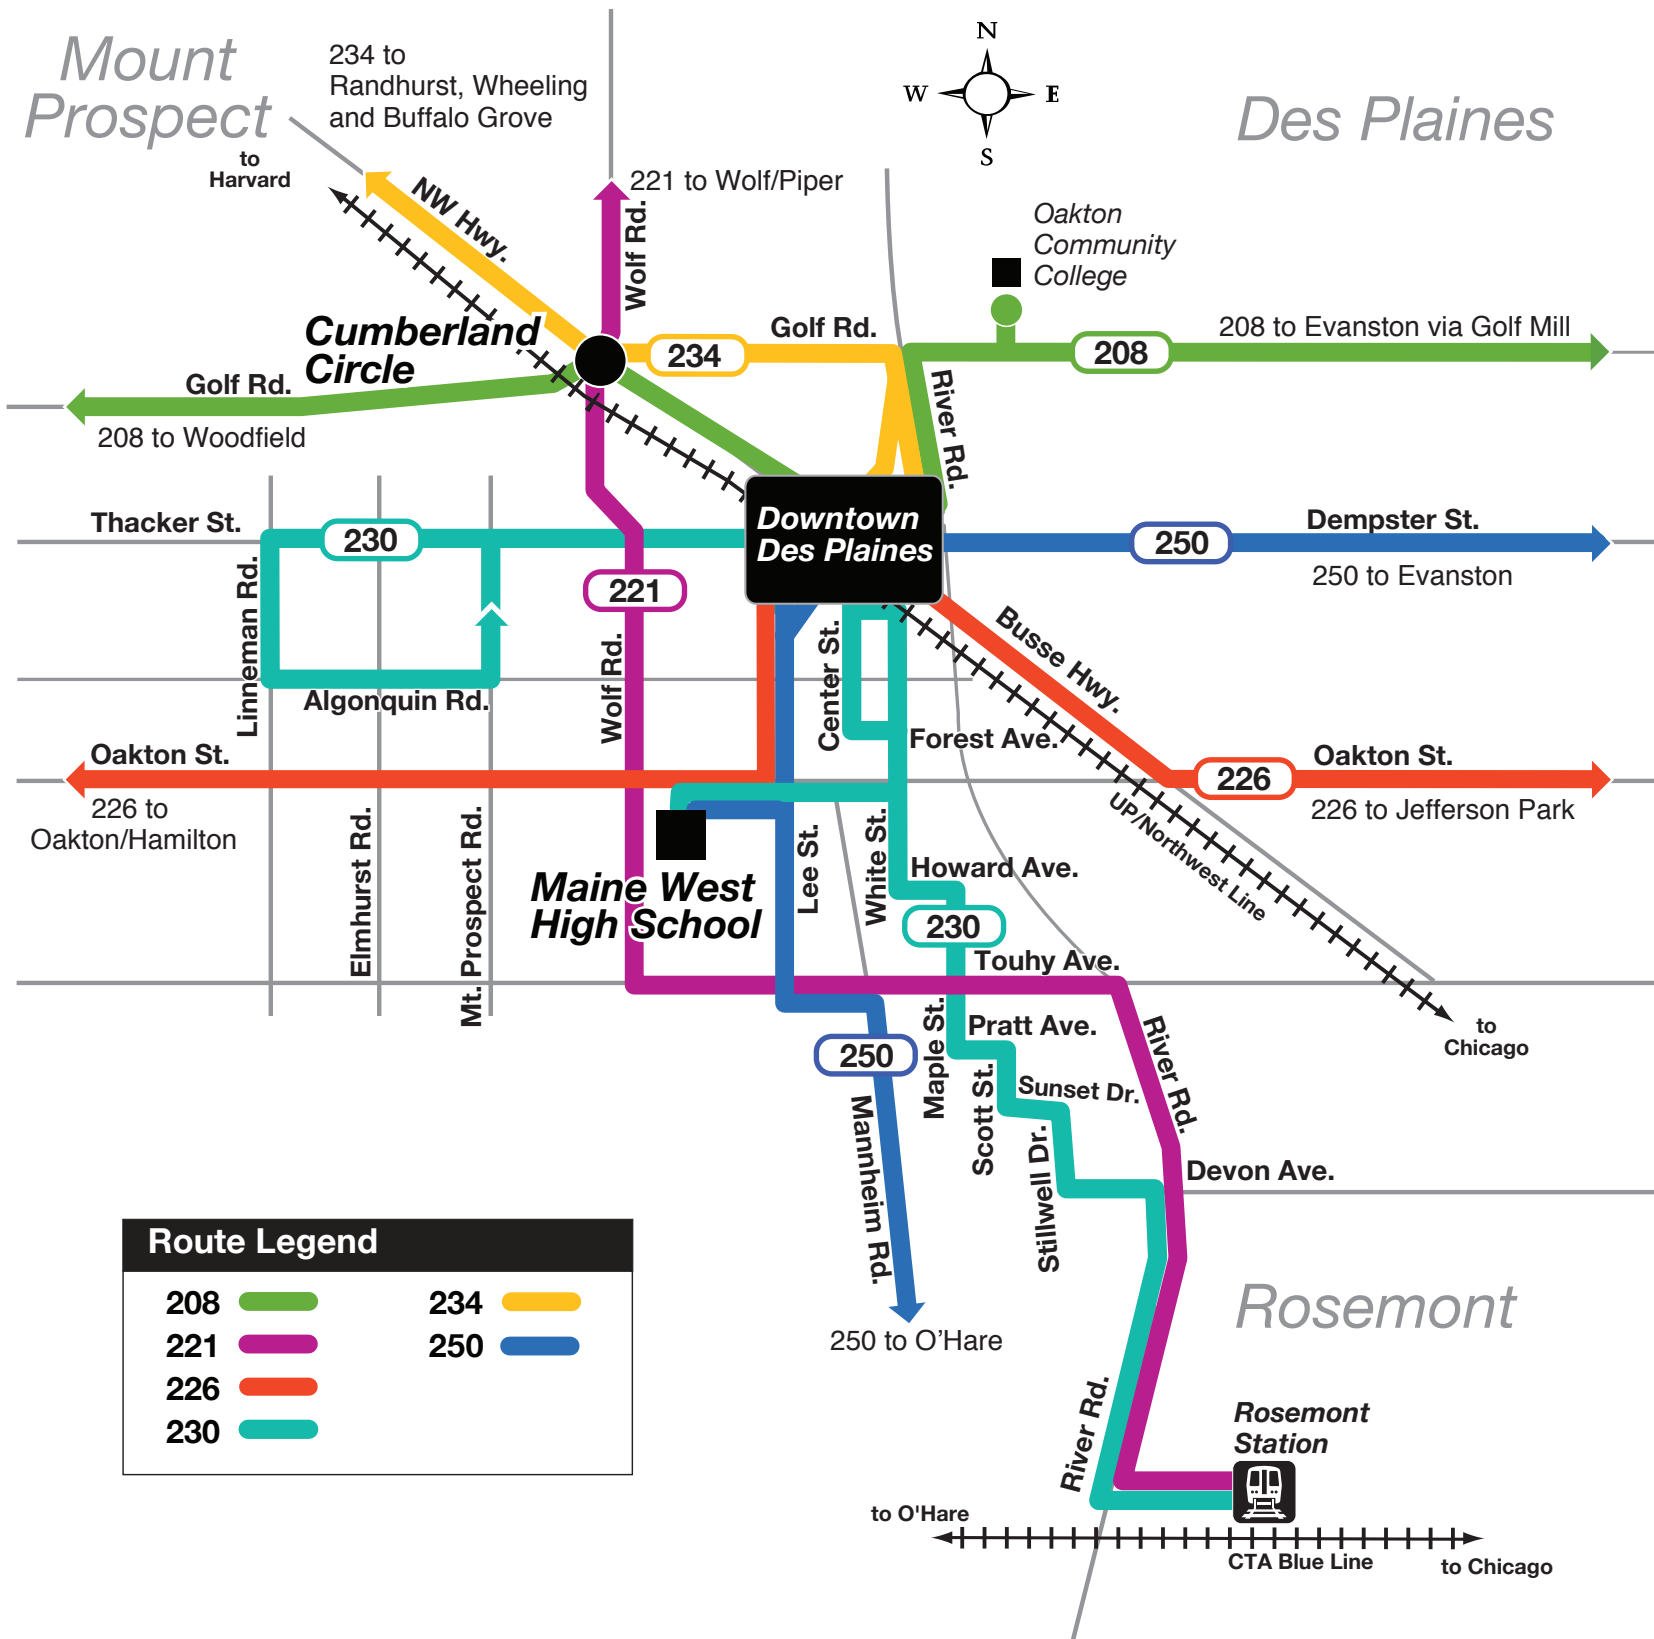 Mount
Prospect
234 to
Randhurst, Wheeling
and Buffalo Grove
N
W
E
S
Des Plaines
to
Harvard
NW Hwy.
221 to Wolf/Piper
Wolf Rd.
Oakton
Community
College
Cumberland
Circle
234
Golf Rd.
208
208 to Evanston via Golf Mill
Golf Rd.
208 to Woodfield
River Rd.
Thacker St.
230
Downtown
Des Plaines
250
Dempster St.
250 to Evanston
Linneman Rd.
221
Algonquin Rd.
Wolf Rd.
Center St.
Busse Hwy.
Forest Ave.
Oakton St.
226 to
Oakton/Hamilton
226
Oakton St.
226 to Jefferson Park
UP/Northwest Line
Elmhurst Rd.
Mt. Prospect Rd.
Maine West
High School
Lee St.
White St.
Howard Ave.
230
Touhy Ave.
to
Chicago
250
Maple St.
Pratt Ave.
River Rd.
Scott St.
Sunset Dr.
Mannheim Rd.
Stillwell Dr.
Devon Ave.
250 to O'Hare
Route Legend
208
234
221
250
226
230
Rosemont
River Rd.
Rosemont
Station
to O'Hare
CTA Blue Line
to Chicago